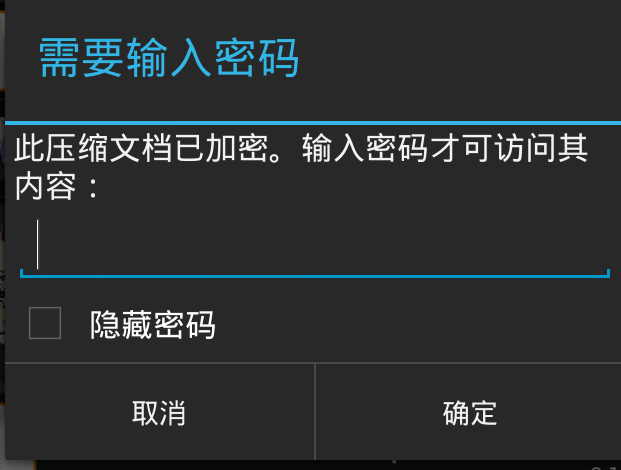 需要输入密码
此压缩文档已加密。输入密码才可访问其
内容：
隐藏密码
取消
确定